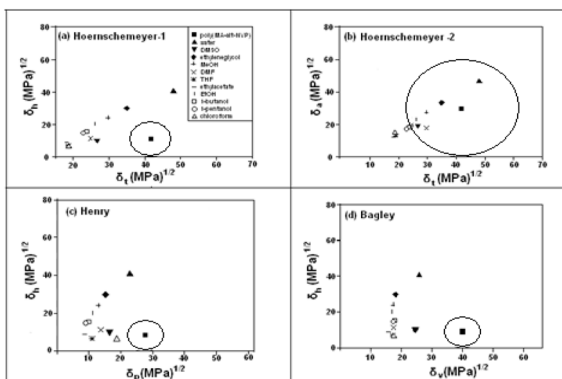 (a) Hoernschemeyer-1
poly(MA-alt-NVP)
water
DMSO
ethyleneglycol
MeOH
DMF
THF
ethylacetate
EtOH
1-butanol
1-pentanol
chloroform
80
60
40
20
0
20 30 40 50 60 70
δh (MPa)1/2
δt (MPa)1/2
(b) Hoernschemeyer -2
80
60
40
20
0
10 20 30 40 50 60 70
δa (MPa)1/2
δt (MPa)1/2
(c) Henry
80
60
40
20
0
0 10 20 30 40 50 60
δh (MPa)1/2
δp(MPa)1/2
(d) Bagley
80
60
40
20
0
0 10 20 30 40 50 60
δh (MPa)1/2
δv(MPa)1/2